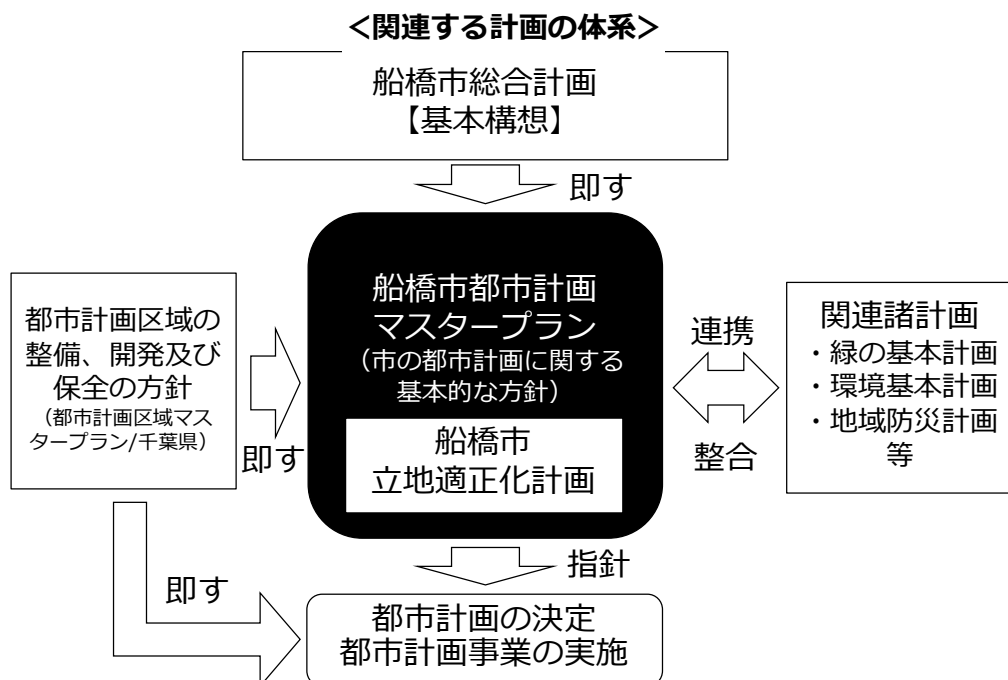 ＜関連する計画の体系＞
船橋市総合計画
【基本構想】
即す
都市計画区域の
整備、開発及び
保全の方針
（都市計画区域マス
タープラン/千葉県）
即す
船橋市都市計画
マスタープラン
（市の都市計画に関する
基本的な方針）
船橋市
立地適正化計画
連携
整合
関連諸計画
・緑の基本計画
・環境基本計画
・地域防災計画
等
指針
即す
都市計画の決定
都市計画事業の実施